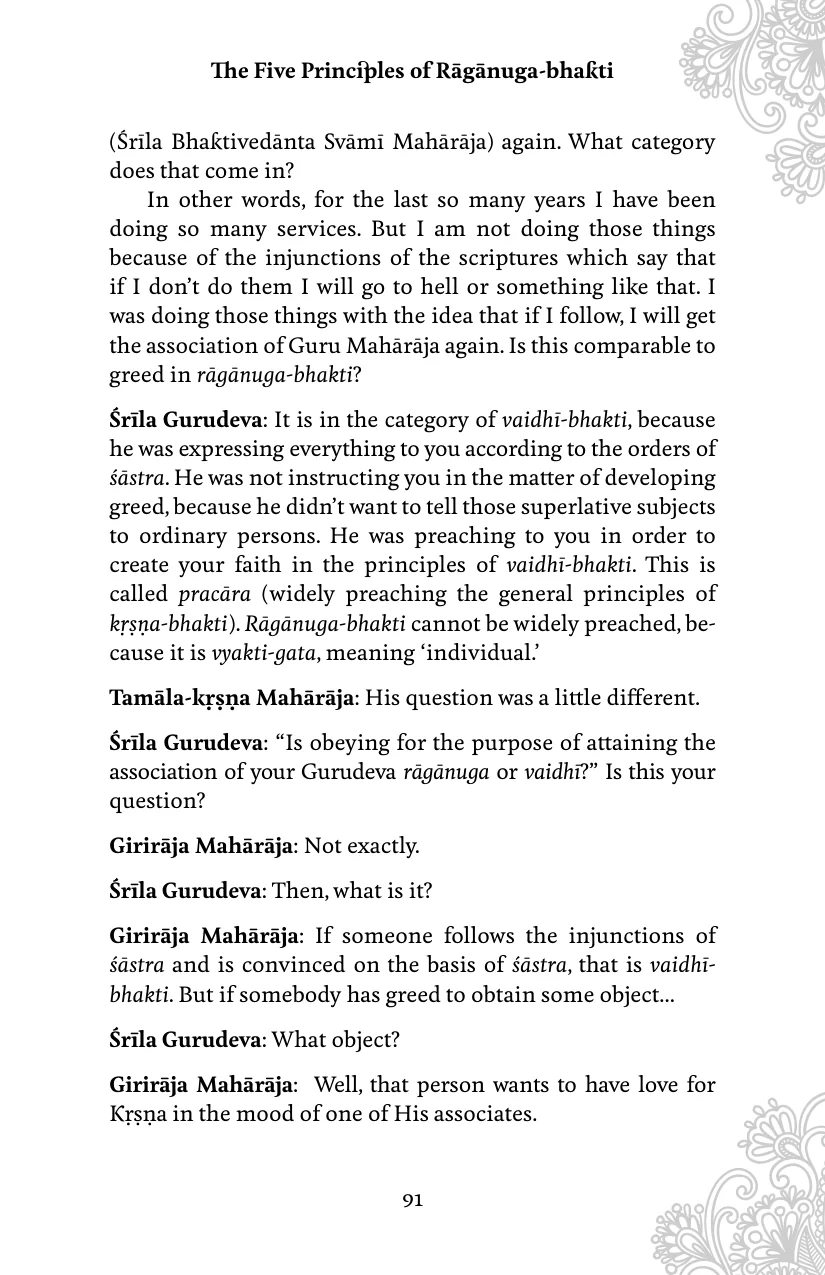 The Five Principles of Rāgānuga-bhakti
(Śrīla Bhaktivedānta Svāmī Mahārāja) again. What category
does that come in?
In other words, for the last so many years I have been
doing so many services. But I am not doing those things
because of the injunctions of the scriptures which say that
if I don’t do them I will go to hell or something like that. I
was doing those things with the idea that if I follow, I will get
the association of Guru Mahārāja again. Is this comparable to
greed in rāgānuga-bhakti?
Śrīla Gurudeva: It is in the category of vaidhī-bhakti, because
he was expressing everything to you according to the orders of
śāstra. He was not instructing you in the matter of developing
greed, because he didn’t want to tell those superlative subjects
to ordinary persons. He was preaching to you in order to
create your faith in the principles of vaidhī-bhakti. This is
called pracāra (widely preaching the general principles of
kṛṣṇa-bhakti). Rāgānuga-bhakti cannot be widely preached, be-
cause it is vyakti-gata, meaning ‘individual.’
Tamāla-kṛṣṇa Mahārāja: His question was a little different.
Śrīla Gurudeva: “Is obeying for the purpose of attaining the
association of your Gurudeva rāgānuga or vaidhī?” Is this your
question?
Girirāja Mahārāja: Not exactly.
Śrīla Gurudeva: Then, what is it?
Girirāja Mahārāja: If someone follows the injunctions of
śāstra and is convinced on the basis of śāstra, that is vaidhī-
bhakti. But if somebody has greed to obtain some object...
Śrīla Gurudeva: What object?
Girirāja Mahārāja: Well, that person wants to have love for
Kṛṣṇa in the mood of one of His associates.
91